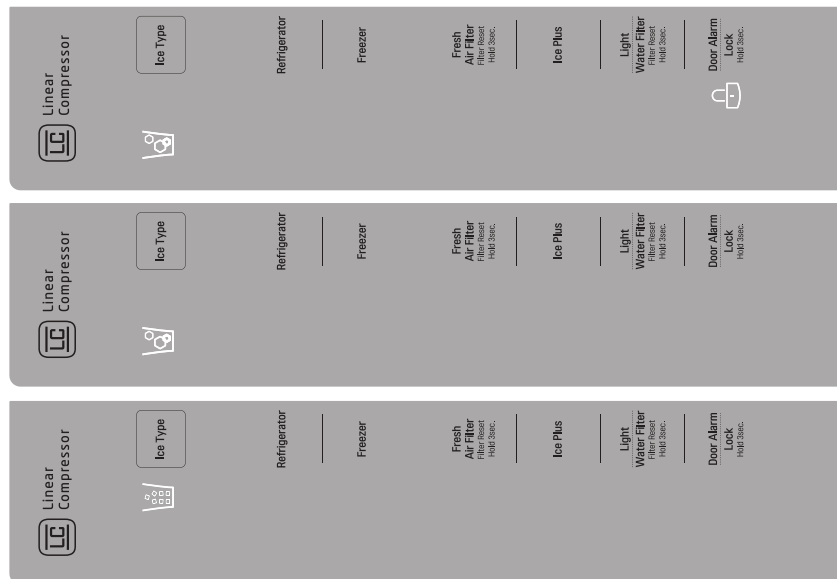 LC
Linear
Compressor
Ice Type
Refrigerator
Freezer
Fresh
Air Filter
Filter Reset
Hold 3sec.
Ice Plus
Light
Water Filter
Filter Reset
Hold 3sec.
Door Alarm
Lock
Hold 3sec.
LC
Linear
Compressor
Ice Type
Refrigerator
Freezer
Fresh
Air Filter
Filter Reset
Hold 3sec.
Ice Plus
Light
Water Filter
Filter Reset
Hold 3sec.
Door Alarm
Lock
Hold 3sec.
LC
Linear
Compressor
Ice Type
Refrigerator
Freezer
Fresh
Air Filter
Filter Reset
Hold 3sec.
Ice Plus
Light
Water Filter
Filter Reset
Hold 3sec.
Door Alarm
Lock
Hold 3sec.